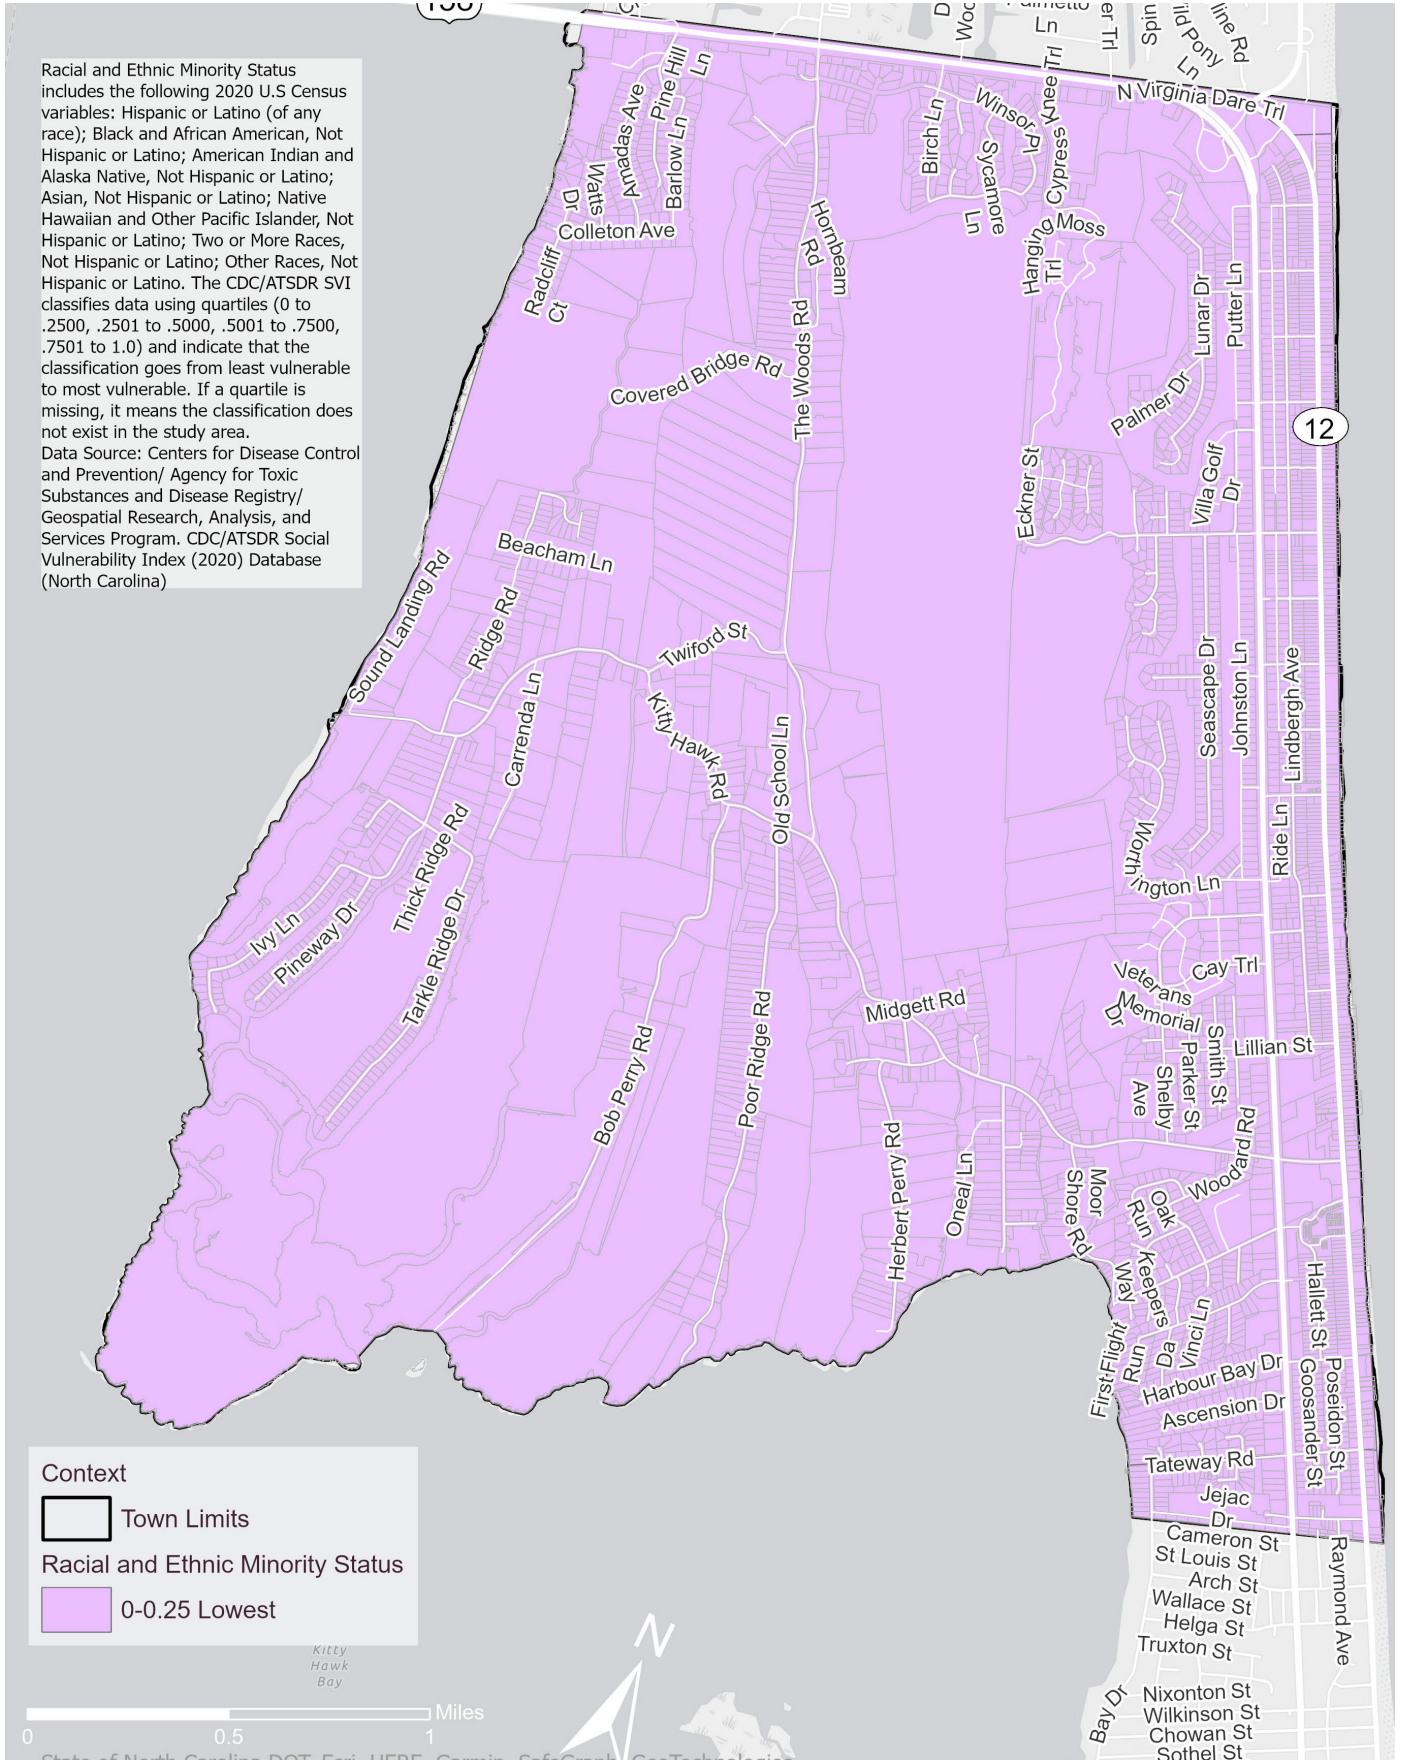 158
Palmetto
Ln
N Virginia Dare Trl
Pine Hill
Ln
Amadas Ave
Barlow Ln
Watts
Dr
Colleton Ave
Radcliff
Ct
Birch Ln
Winsor Rd
Sycamore
Ln
Cypress Knee Trl
Hanging Moss
Trl
Hornbeam
Rd
The Woods Rd
Covered Bridge Rd
Lunar Dr
Putter Ln
Palmer Dr
Villa Golf
Dr
12
Eckner St
Racial and Ethnic Minority Status
includes the following 2020 U.S Census
variables: Hispanic or Latino (of any
race); Black and African American, Not
Hispanic or Latino; American Indian and
Alaska Native, Not Hispanic or Latino;
Asian, Not Hispanic or Latino; Native
Hawaiian and Other Pacific Islander, Not
Hispanic or Latino; Two or More Races,
Not Hispanic or Latino; Other Races, Not
Hispanic or Latino. The CDC/ATSDR SVI
classifies data using quartiles (0 to
.2500, .2501 to .5000, .5001 to .7500,
.7501 to 1.0) and indicate that the
classification goes from least vulnerable
to most vulnerable. If a quartile is
missing, it means the classification does
not exist in the study area.
Data Source: Centers for Disease Control
and Prevention/ Agency for Toxic
Substances and Disease Registry/
Geospatial Research, Analysis, and
Services Program. CDC/ATSDR Social
Vulnerability Index (2020) Database
(North Carolina)
Beacham Ln
Sound Landing Rd
Ridge Rd
Twiford St
Carrenda Ln
Kitty Hawk Rd
Old School Ln
Seascape Dr
Johnston Ln
Lindbergh Ave
Ride Ln
Worthington Ln
Thick Ridge Rd
Ivy Ln
Pineway Dr
Tarkle Ridge Dr
Midgett Rd
Veterans
Memorial
Dr
Cay Trl
Lillian St
Smith St
Parker St
Shelby
Ave
Bob Perry Rd
Poor Ridge Rd
Herbert Perry Rd
Oneal Ln
Moor
Shore Rd
Woodard Rd
Oak
Run
Keepers
Way
First Flight
Run
Da
Vinci Ln
Hallett St
Harbour Bay Dr
Ascension Dr
Goosander St
Poseidon St
Tateway Rd
Jejac
Dr
Cameron St
St Louis St
Arch St
Wallace St
Helga St
Truxton St
Raymond Ave
Bay Dr
Nixonton St
Wilkinson St
Chowan St
Sothel St
Context
Town Limits
Racial and Ethnic Minority Status
0-0.25 Lowest
Kitty
Hawk
Bay
N
Miles
0
0.5
1
State of North Carolina DOT, Esri, HERE, Garmin, SafeGraph, GeoTechnologies